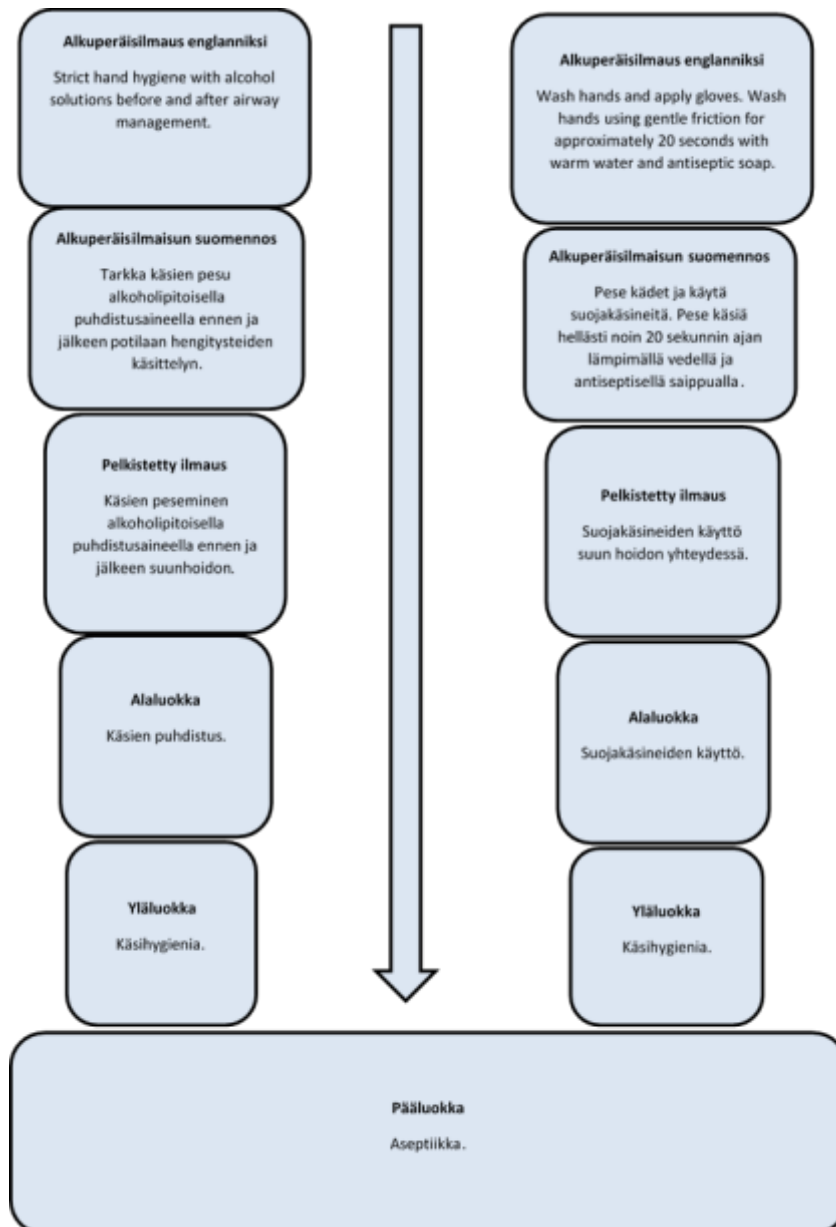 Alkuperäisilmaus englanniksi
Strict hand hygiene with alcohol
solutions before and after airway
management.
Alkuperäisilmaisun suomennos
Tarkka käsien pesu
alkoholipitoisella
puhdistusaineella ennen ja
jälkeen potilaan hengitysteiden
käsittelyn.
Pelkistetty ilmaus
Käsien peseminen
alkoholipitoisella
puhdistusaineella ennen ja
jälkeen suunhoidon.
Alaluokka
Käsien puhdistus.
Yläluokka
Käsihygienia.
Alkuperäisilmaus englanniksi
Wash hands and apply gloves. Wash
hands using gentle friction for
approximately 20 seconds with
warm water and antiseptic soap.
Alkuperäisilmaisun suomennos
Pese kädet ja käytä
suojakäsineitä. Pese käsiä
hellästi noin 20 sekunnin ajan
lämpimällä vedellä ja
antiseptisellä saippualla.
Pelkistetty ilmaus
Suojakäsineiden käyttö
suun hoidon yhteydessä.
Alaluokka
Suojakäsineiden käyttö.
Yläluokka
Käsihygienia.
Pääluokka
Aseptiikka.